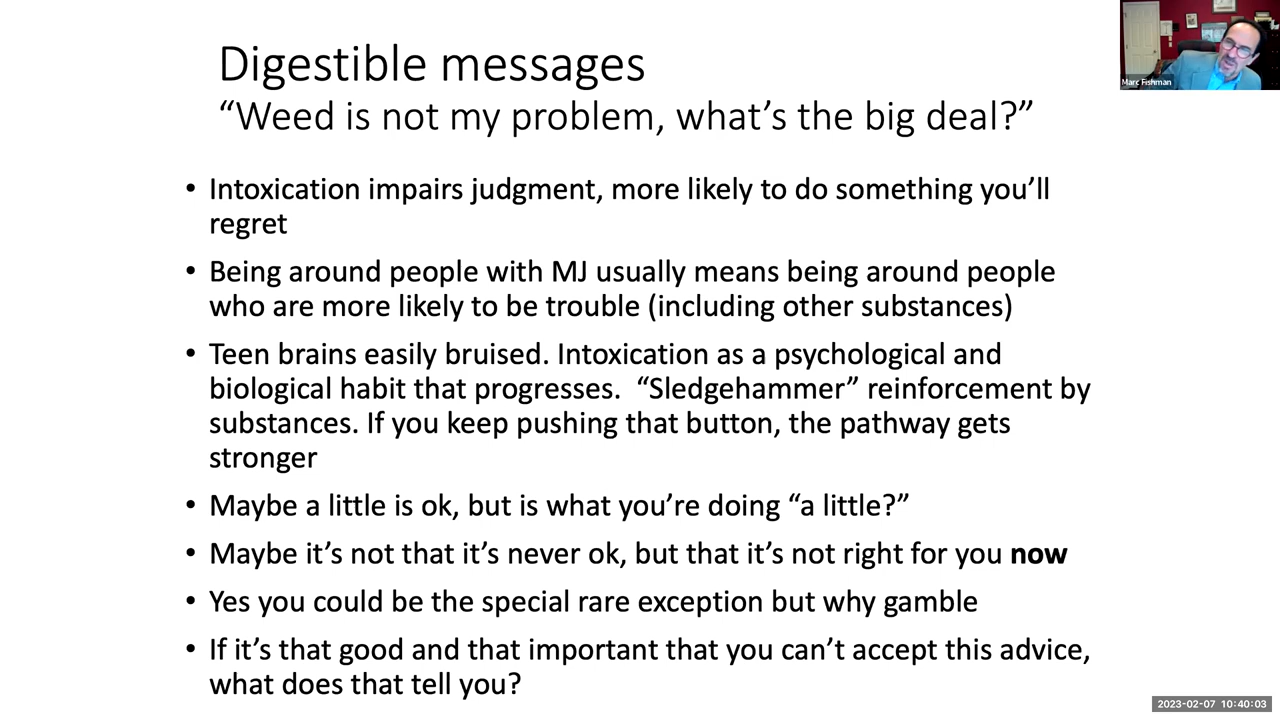 Digestible messages
“Weed is not my problem, what’s the big deal?”
• Intoxication impairs judgment, more likely to do something you’ll
regret
• Being around people with MJ usually means being around people
who are more likely to be trouble (including other substances)
• Teen brains easily bruised. Intoxication as a psychological and
biological habit that progresses.  “Sledgehammer” reinforcement by
substances. If you keep pushing that button, the pathway gets
stronger
• Maybe a little is ok, but is what you’re doing “a little?”
• Maybe it’s not that it’s never ok, but that it’s not right for you now
• Yes you could be the special rare exception but why gamble
• If it’s that good and that important that you can’t accept this advice,
what does that tell you?
Marc Fishman
2023-02-07 10:40:03